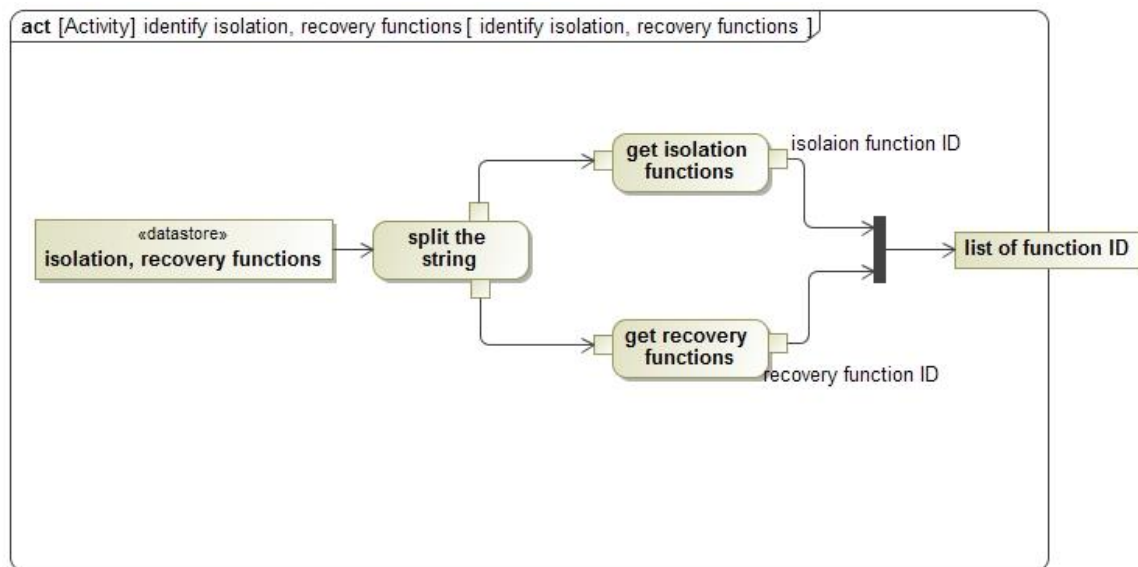 act [Activity] identify isolation, recovery functions [ identify isolation, recovery functions ]
«datastore»
isolation, recovery functions
split the
string
get isolation
functions
isolaion function ID
get recovery
functions
recovery function ID
list of function ID